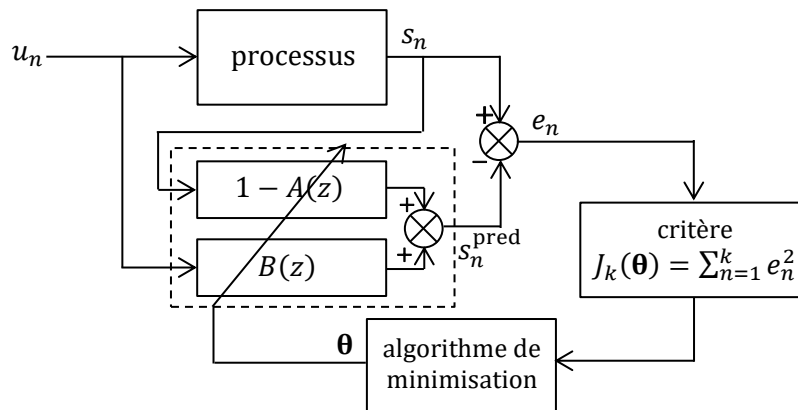 u_n
processus
s_n
+
−
e_n
1 − A(z)
+
+
s_n^pred
B(z)
critère
J_k(θ) = ∑_{n=1}^{k} e_n^2
θ
algorithme de
minimisation